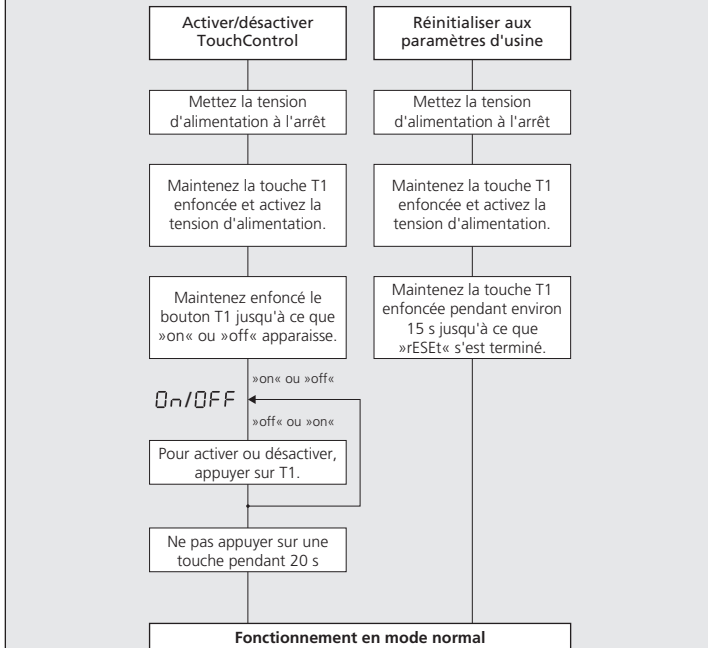 Activer/désactiver
TouchControl
Mettez la tension
d'alimentation à l'arrêt
Maintenez la touche T1
enfoncée et activez la
tension d'alimentation.
Maintenez enfoncé le
bouton T1 jusqu'à ce que
»on« ou »off« apparaisse.
»on« ou »off«
On/OFF
»off« ou »on«
Pour activer ou désactiver,
appuyer sur T1.
Ne pas appuyer sur une
touche pendant 20 s
Réinitialiser aux
paramètres d'usine
Mettez la tension
d'alimentation à l'arrêt
Maintenez la touche T1
enfoncée et activez la
tension d'alimentation.
Maintenez la touche T1
enfoncée pendant environ
15 s jusqu'à ce que
»rESEt« s'est terminé.
Fonctionnement en mode normal